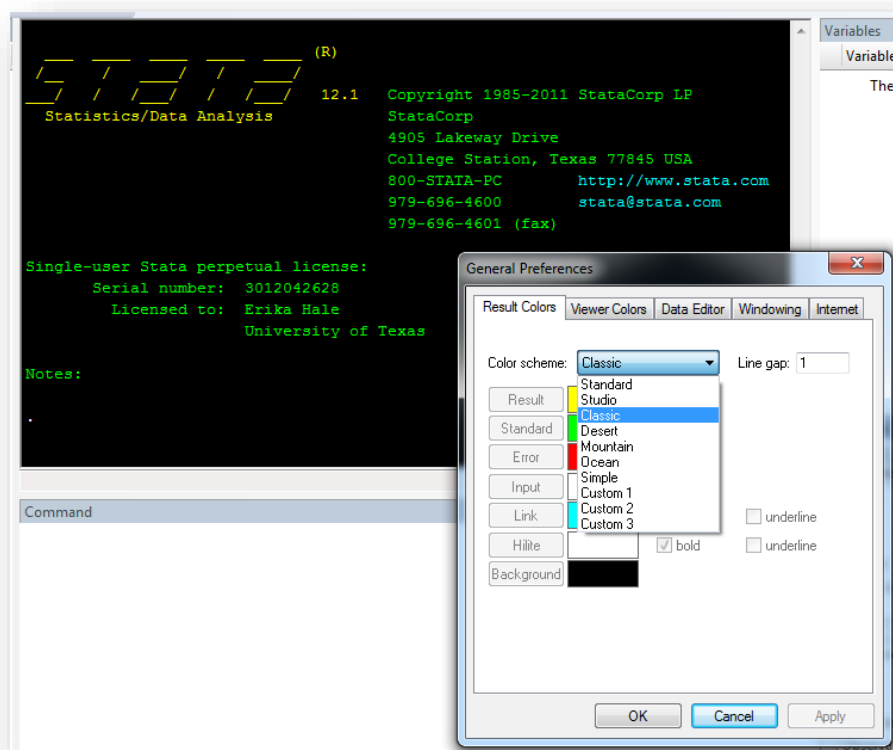 (R)
STATA 12.1 Copyright 1985-2011 StataCorp LP
Statistics/Data Analysis StataCorp
4905 Lakeway Drive
College Station, Texas 77845 USA
800-STATA-PC http://www.stata.com
979-696-4600 stata@stata.com
979-696-4601 (fax)
Single-user Stata perpetual license:
Serial number: 3012042628
Licensed to: Erika Hale
University of Texas
Notes:
.
Command
Variables
Variable
The
General Preferences
Result Colors Viewer Colors Data Editor Windowing Internet
Color scheme: Classic Line gap: 1
Standard
Studio
Classic
Desert
Mountain
Ocean
Simple
Custom 1
Custom 2
Custom 3
Result
Standard
Error
Input
Link underline
Hilite bold underline
Background
OK Cancel Apply